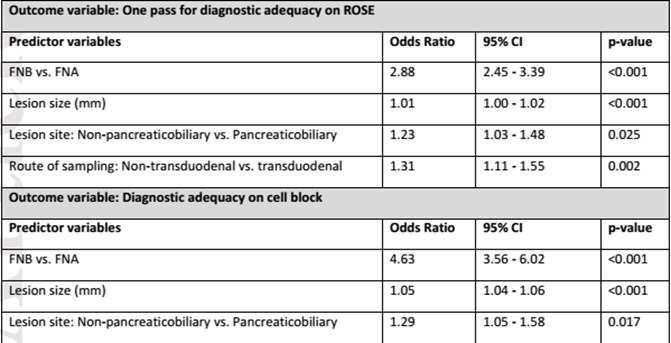 Outcome variable: One pass for diagnostic adequacy on ROSE
Predictor variables Odds Ratio 95% CI p-value
FNB vs. FNA 2.88 2.45 - 3.39 <0.001
Lesion size (mm) 1.01 1.00 - 1.02 <0.001
Lesion site: Non-pancreaticobiliary vs. Pancreaticobiliary 1.23 1.03 - 1.48 0.025
Route of sampling: Non-transduodenal vs. transduodenal 1.31 1.11 - 1.55 0.002
Outcome variable: Diagnostic adequacy on cell block
Predictor variables Odds Ratio 95% CI p-value
FNB vs. FNA 4.63 3.56 - 6.02 <0.001
Lesion size (mm) 1.05 1.04 - 1.06 <0.001
Lesion site: Non-pancreaticobiliary vs. Pancreaticobiliary 1.29 1.05 - 1.58 0.017